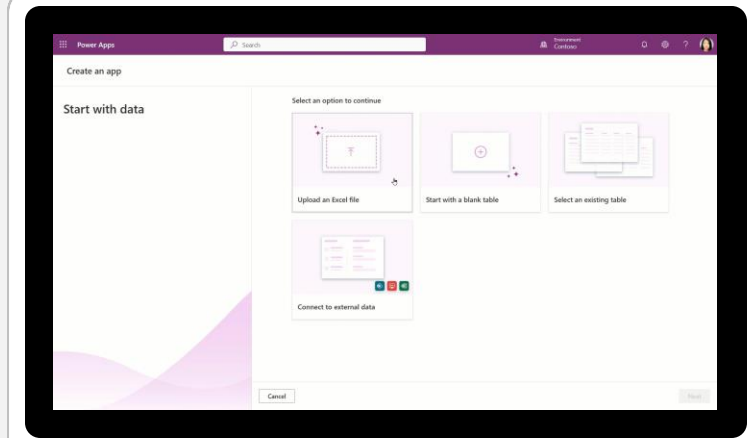 Power Apps
Search
Environment
Contoso
?
Create an app
Start with data
Select an option to continue
Upload an Excel file
Start with a blank table
Select an existing table
Connect to external data
Cancel
Next